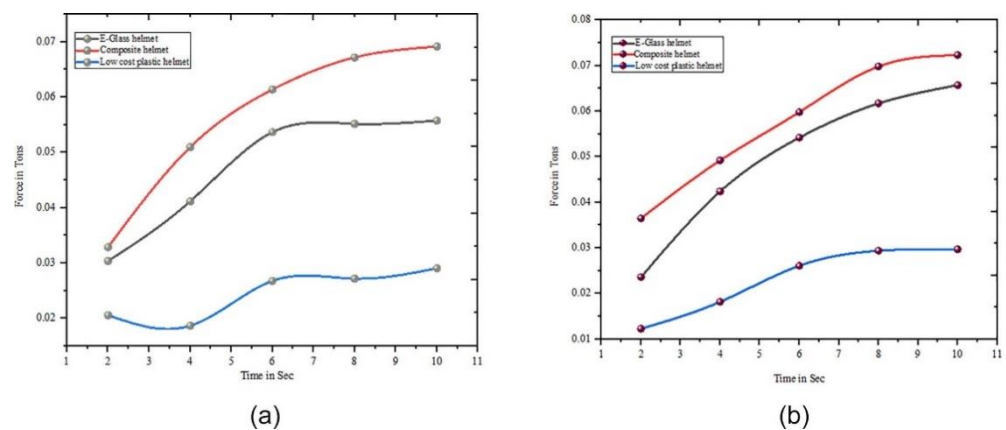 0.07
0.06
0.05
0.04
0.03
0.02
Force in Tons
E-Glass helmet
Composite helmet
Low cost plastic helmet
1 2 3 4 5 6 7 8 9 10 11
Time in Sec
(a)
0.08
0.07
0.06
0.05
0.04
0.03
0.02
0.01
Force in Tons
E-Glass helmet
Composite helmet
Low cost plastic helmet
1 2 3 4 5 6 7 8 9 10 11
Time in Sec
(b)